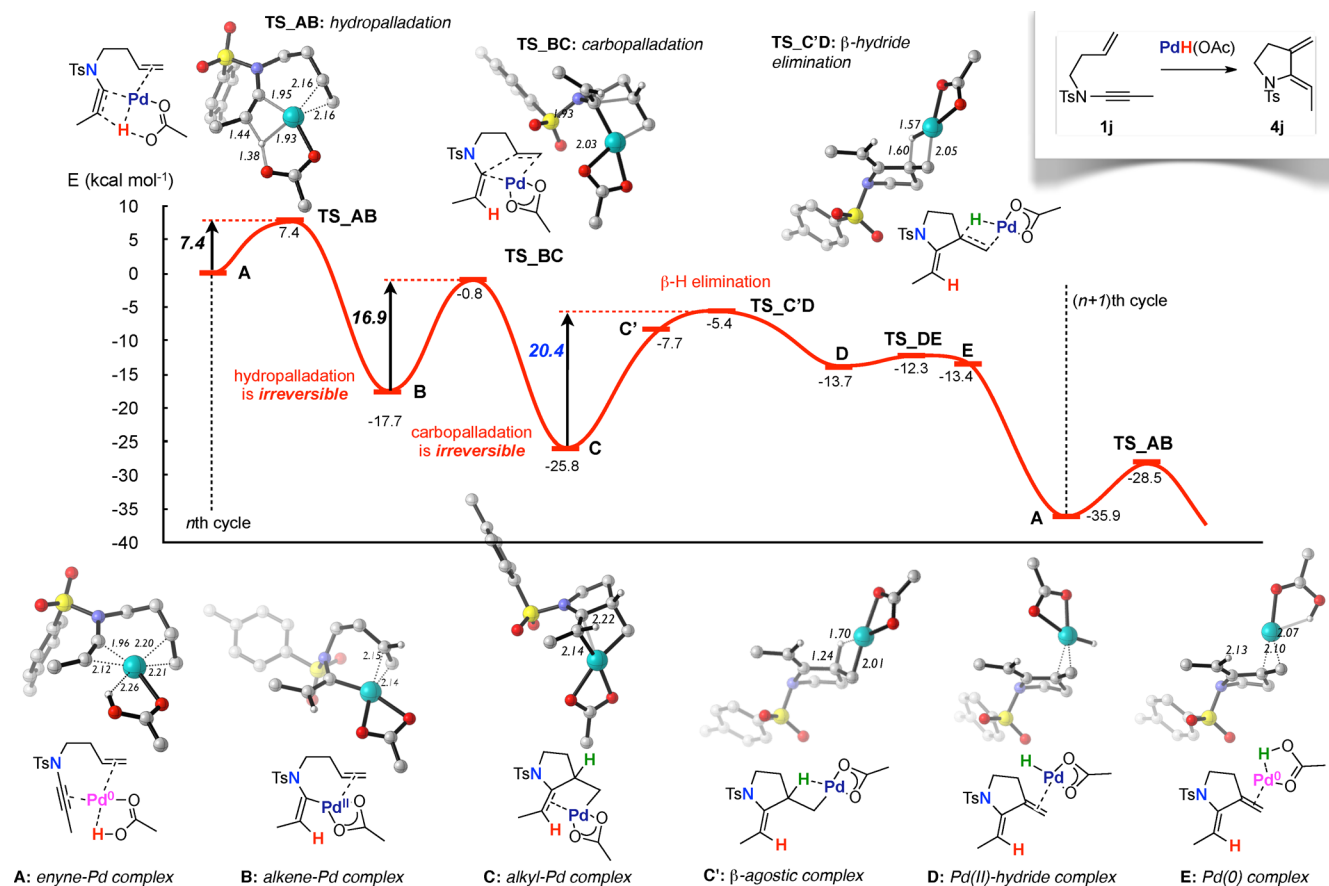 TS_AB: hydropalladation
TsN
Pd
H
O
O
1.95
2.16
2.16
1.44
1.93
1.38
TS_BC: carbopalladation
1.93
2.03
TsN
Pd
O
O
H
TS_C'D: β-hydride
elimination
1.57
1.60
2.05
TsN
H
Pd
O
O
H
TsN
1j
PdH(OAc)
N
Ts
4j
E (kcal mol⁻¹)
10
5
0
-5
-10
-15
-20
-25
-30
-35
-40
7.4
A
TS_AB
7.4
nth cycle
hydropalladation
is irreversible
16.9
B
-17.7
TS_BC
-0.8
carbopalladation
is irreversible
20.4
C
-25.8
C'
-7.7
β-H elimination
TS_C'D
-5.4
D
-13.7
TS_DE
-12.3
E
-13.4
(n+1)th cycle
A
-35.9
TS_AB
-28.5
1.96
2.20
2.12
2.21
2.26
TsN
Pd⁰
O
H-O
A: enyne-Pd complex
2.15
2.14
TsN
Pd^II
O
O
H
B: alkene-Pd complex
2.22
2.14
H
TsN
Pd
H
O
O
C: alkyl-Pd complex
1.70
1.24
2.01
TsN
H
Pd
O
O
H
C': β-agostic complex
H
Pd
O
O
TsN
H
D: Pd(II)-hydride complex
2.07
2.10
2.13
H
O
Pd⁰
O
TsN
H
E: Pd(0) complex